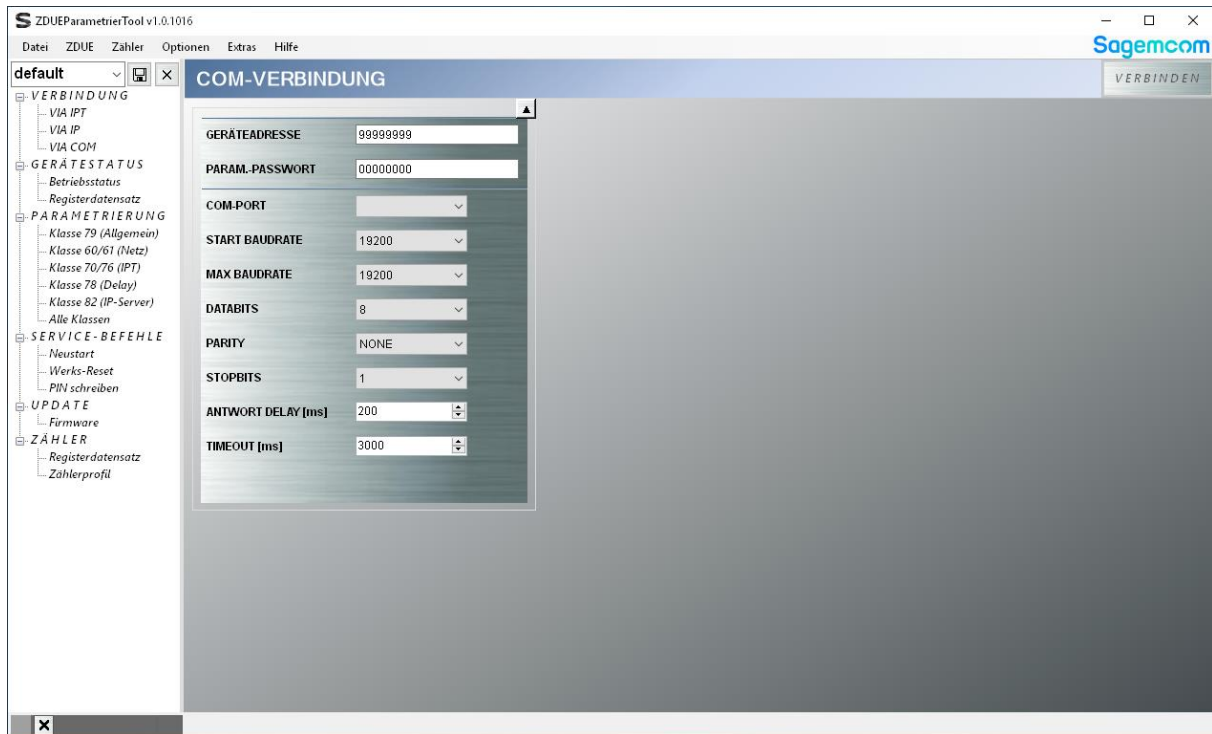 ZDUEParametrierTool v1.0.1016
Datei ZDUE Zähler Optionen Extras Hilfe
Sagemcom
default
COM-VERBINDUNG
VERBINDEN
VERBINDUNG
VIA IPT
VIA IP
VIA COM
GERÄTESTATUS
Betriebsstatus
Registerdatensatz
PARAMETRIERUNG
Klasse 79 (Allgemein)
Klasse 60/61 (Netz)
Klasse 70/76 (IPT)
Klasse 78 (Delay)
Klasse 82 (IP-Server)
Alle Klassen
SERVICE-BEFEHLE
Neustart
Werks-Reset
PIN schreiben
UPDATE
Firmware
ZÄHLER
Registerdatensatz
Zählerprofil
GERÄTEADRESSE 99999999
PARAM.-PASSWORT 00000000
COM-PORT
START BAUDRATE 19200
MAX BAUDRATE 19200
DATABITS 8
PARITY NONE
STOPBITS 1
ANTWORT DELAY [ms] 200
TIMEOUT [ms] 3000